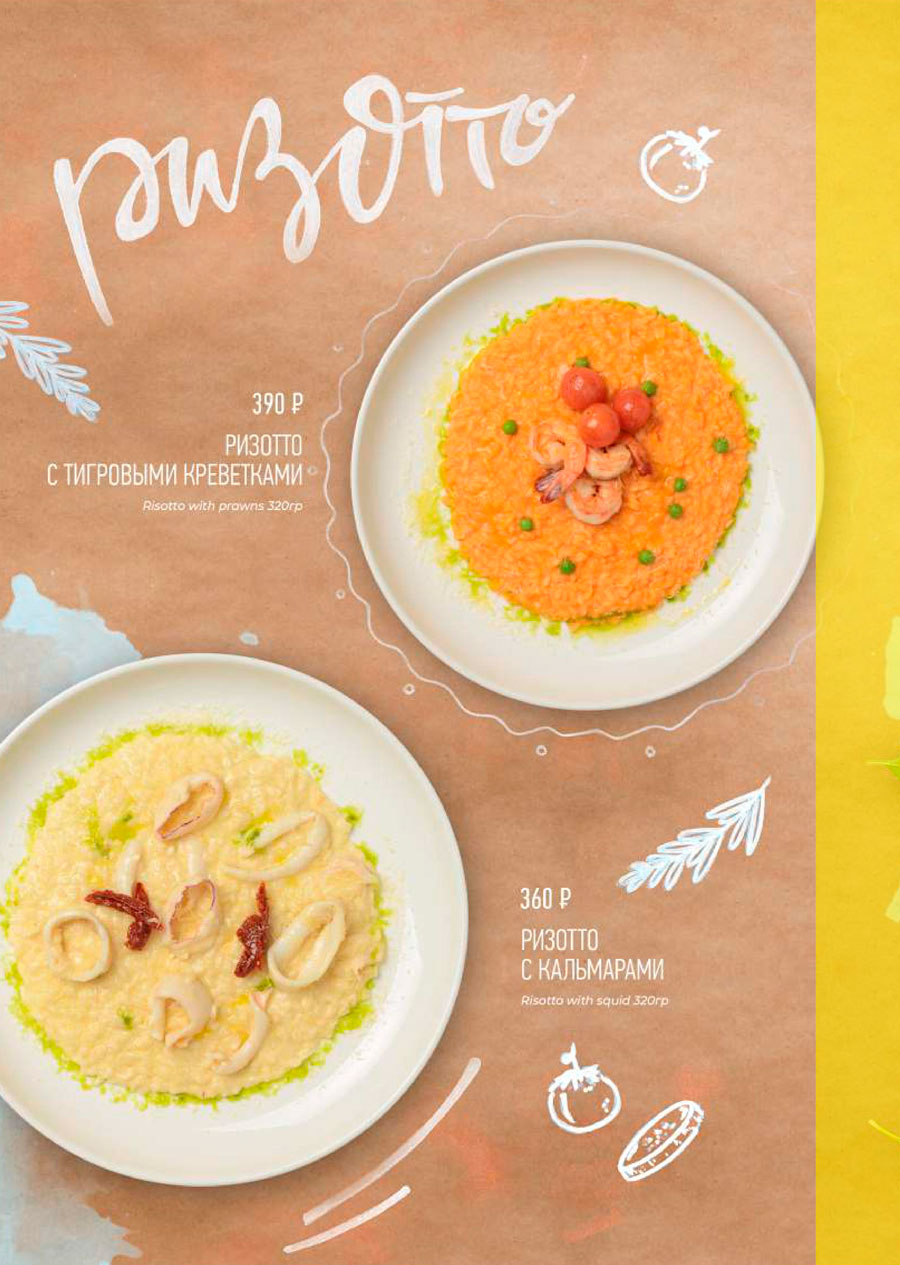 ризотто
390 ₽
РИЗОТТО
С ТИГРОВЫМИ КРЕВЕТКАМИ
Risotto with prawns 320гр
360 ₽
РИЗОТТО
С КАЛЬМАРАМИ
Risotto with squid 320гр